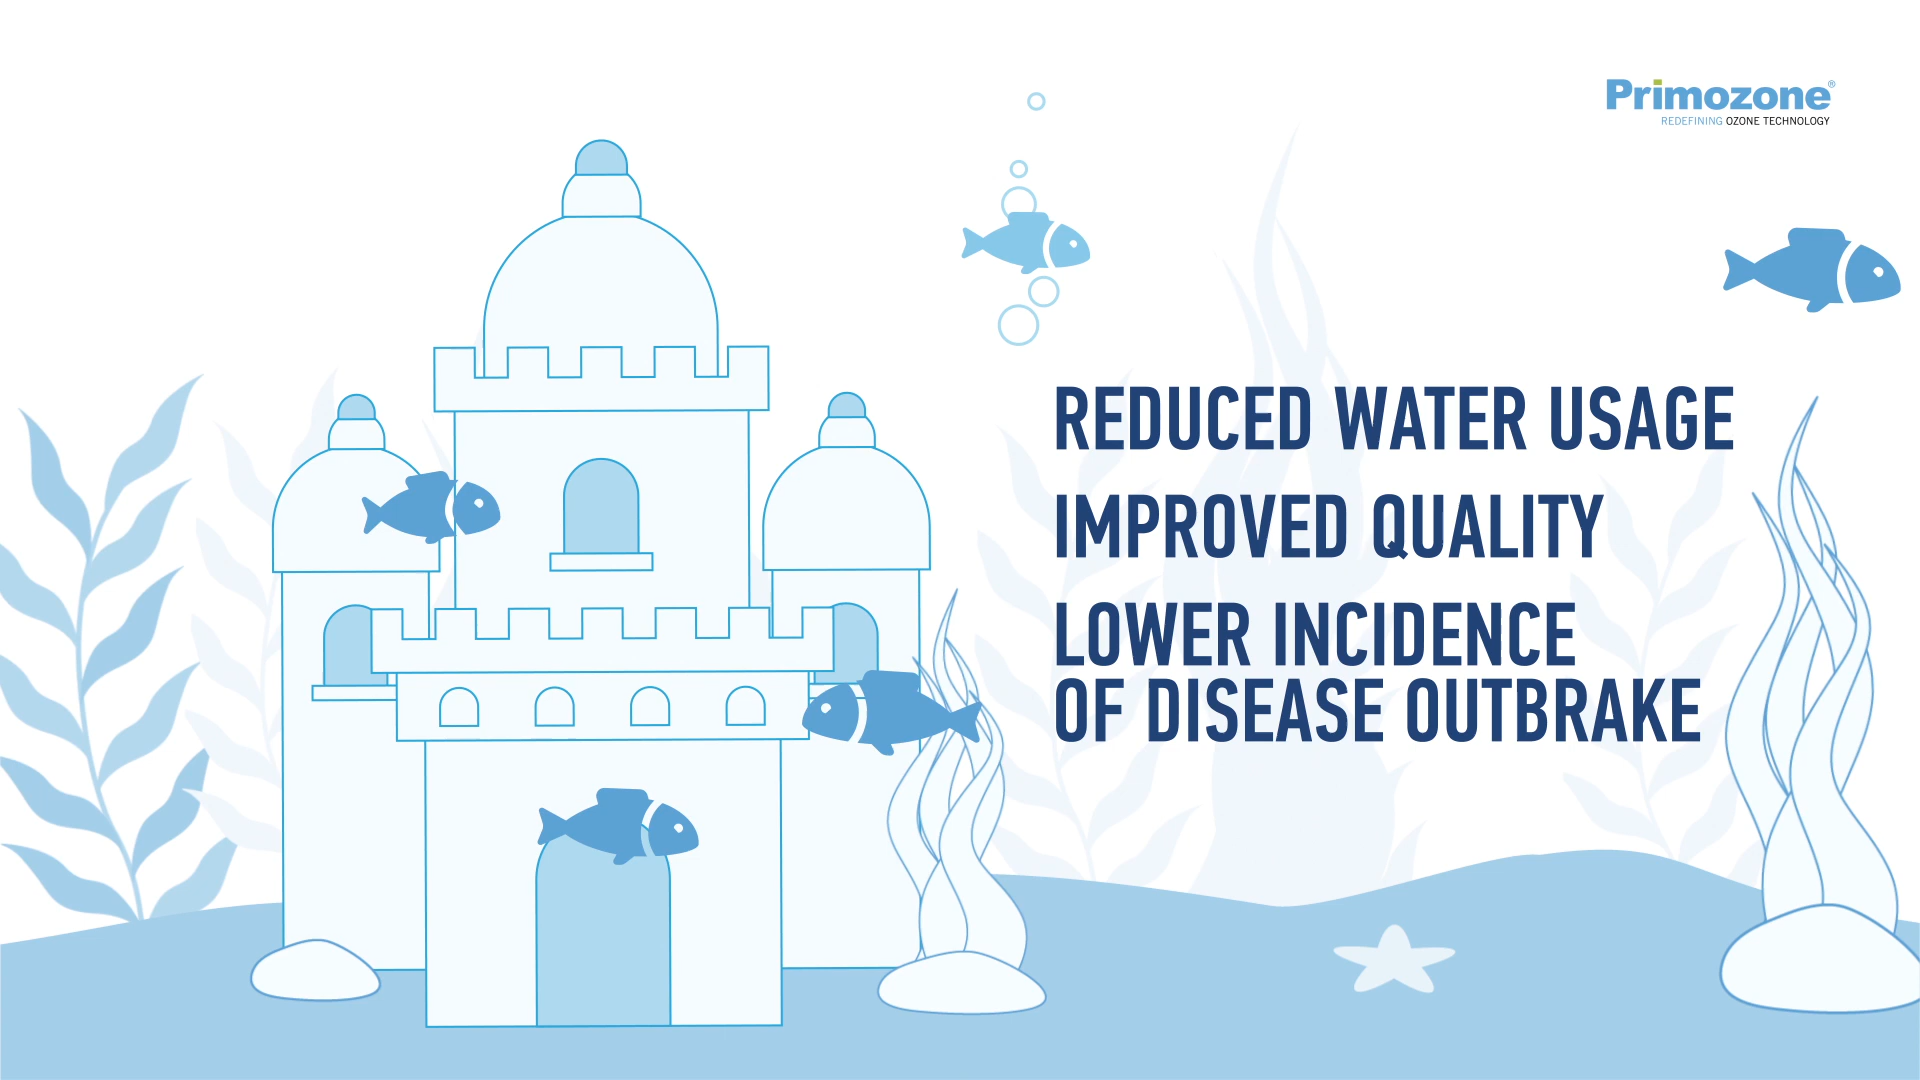 Primozone®
REDEFINING OZONE TECHNOLOGY
REDUCED WATER USAGE
IMPROVED QUALITY
LOWER INCIDENCE
OF DISEASE OUTBRAKE